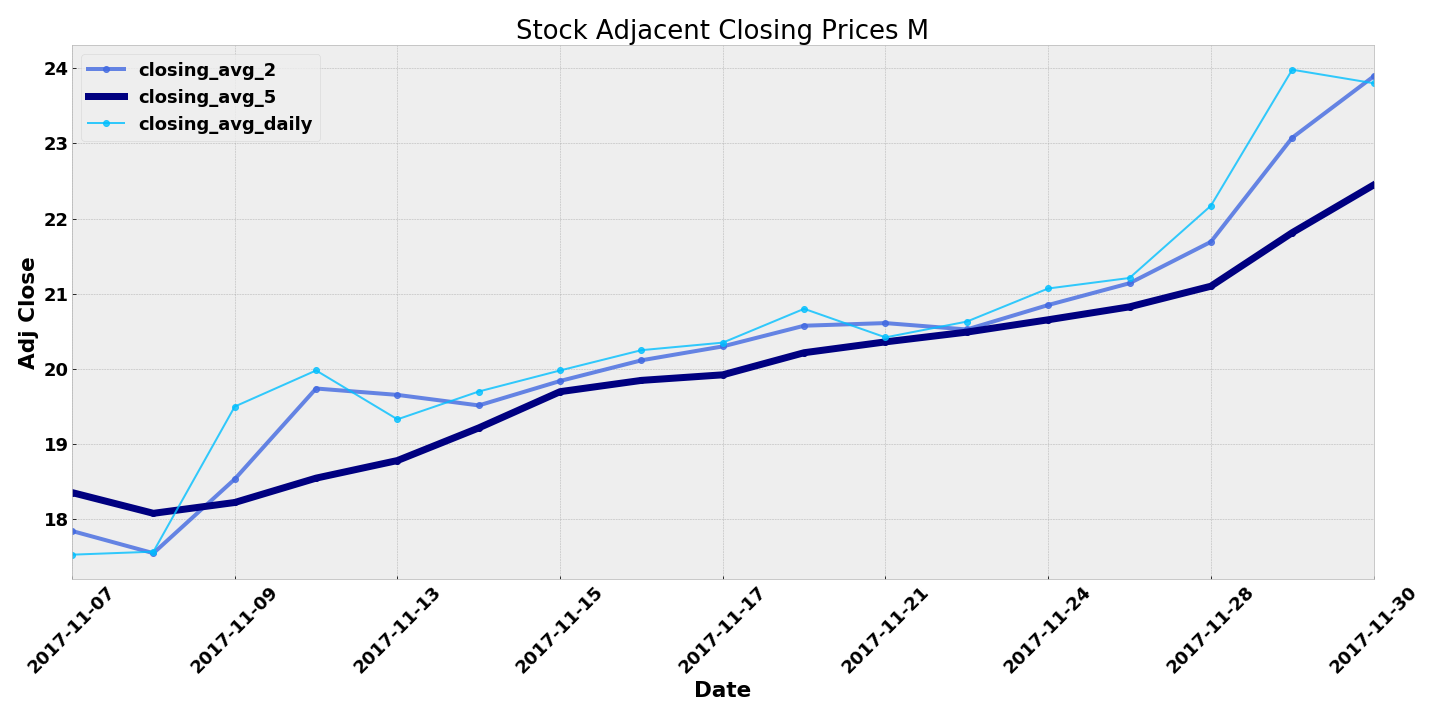 Stock Adjacent Closing Prices M
closing_avg_2
closing_avg_5
closing_avg_daily
24
23
22
21
20
19
18
Adj Close
2017-11-07
2017-11-09
2017-11-13
2017-11-15
2017-11-17
2017-11-21
2017-11-24
2017-11-28
2017-11-30
Date